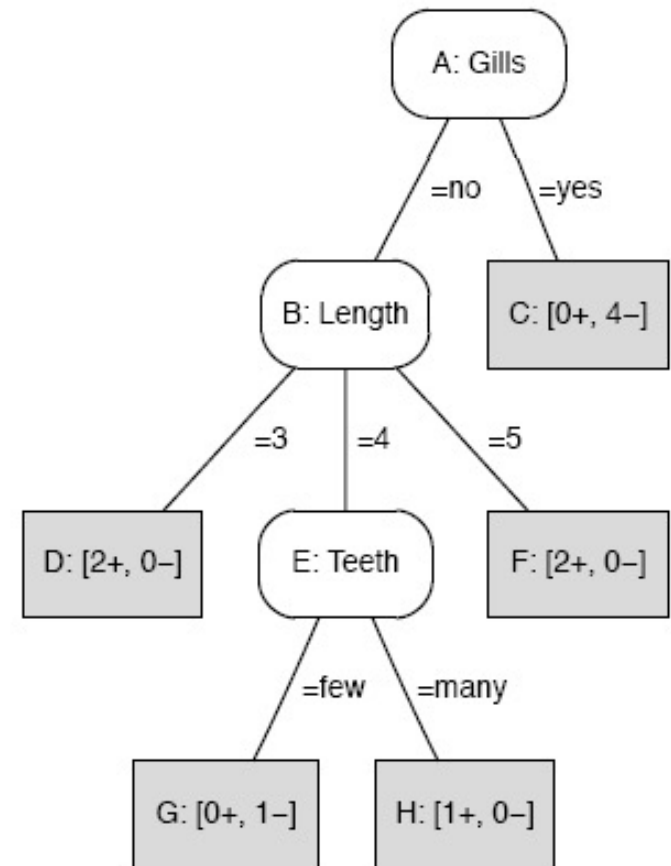 A: Gills
=no
=yes
B: Length
C: [0+, 4−]
=3
=4
=5
D: [2+, 0−]
E: Teeth
F: [2+, 0−]
=few
=many
G: [0+, 1−]
H: [1+, 0−]